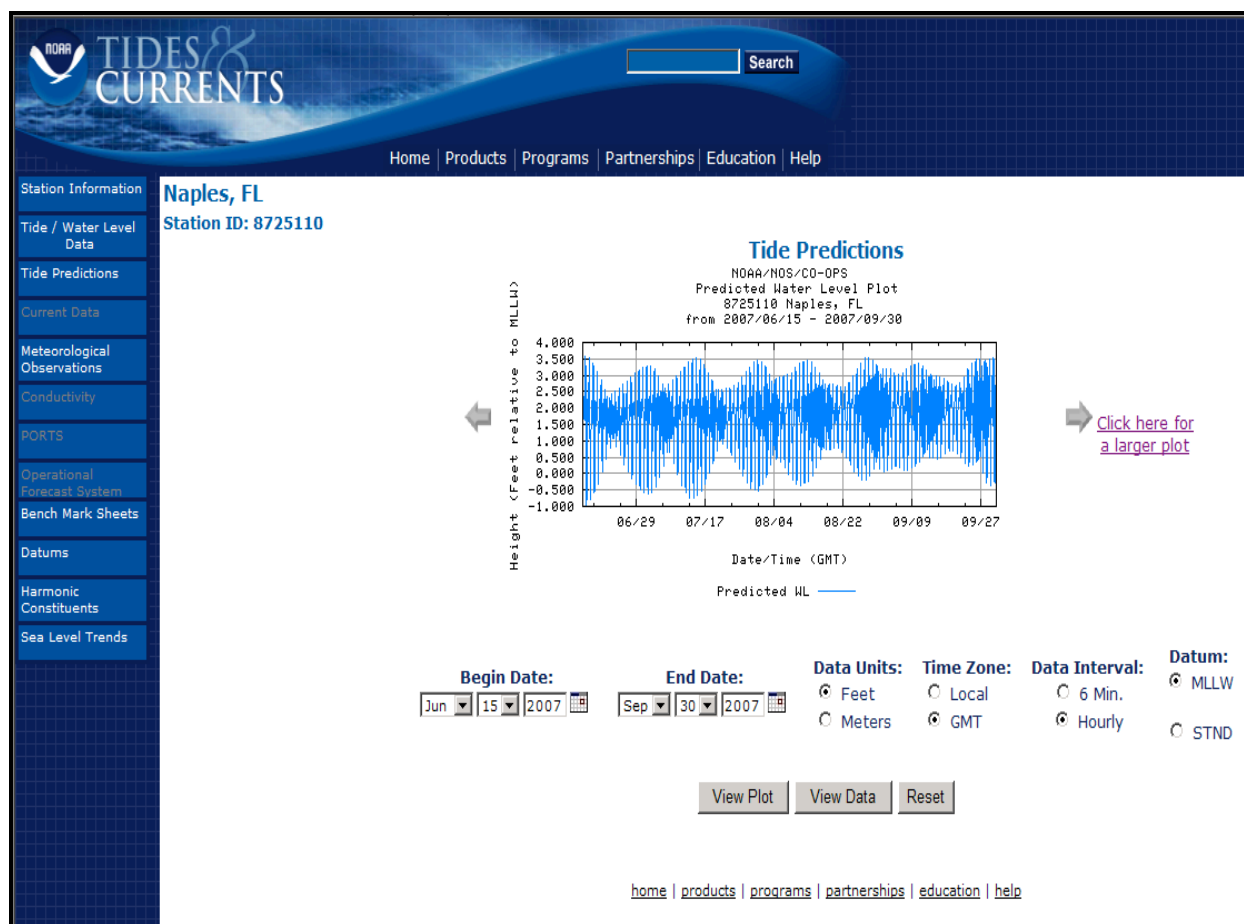 NOAA
TIDES &
CURRENTS
Search
Home | Products | Programs | Partnerships | Education | Help
Station Information
Tide / Water Level
Data
Tide Predictions
Current Data
Meteorological
Observations
Conductivity
PORTS
Operational
Forecast System
Bench Mark Sheets
Datums
Harmonic
Constituents
Sea Level Trends
Naples, FL
Station ID: 8725110
Tide Predictions
NOAA/NOS/CO-OPS
Predicted Water Level Plot
8725110 Naples, FL
from 2007/06/15 - 2007/09/30
Height (Feet relative to MLLW)
4.000
3.500
3.000
2.500
2.000
1.500
1.000
0.500
0.000
-0.500
-1.000
06/29 07/17 08/04 08/22 09/09 09/27
Date/Time (GMT)
Predicted WL
Click here for
a larger plot
Begin Date:
Jun 15 2007
End Date:
Sep 30 2007
Data Units:
Feet
Meters
Time Zone:
Local
GMT
Data Interval:
6 Min.
Hourly
Datum:
MLLW
STND
View Plot View Data Reset
home | products | programs | partnerships | education | help